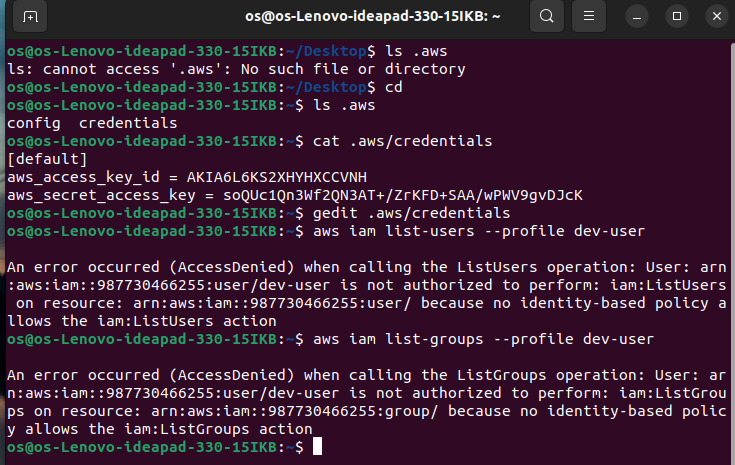 os@os-Lenovo-ideapad-330-15IKB: ~
os@os-Lenovo-ideapad-330-15IKB:~/Desktop$ ls .aws
ls: cannot access '.aws': No such file or directory
os@os-Lenovo-ideapad-330-15IKB:~/Desktop$ cd
os@os-Lenovo-ideapad-330-15IKB:~$ ls .aws
config  credentials
os@os-Lenovo-ideapad-330-15IKB:~$ cat .aws/credentials
[default]
aws_access_key_id = AKIA6L6KS2XHYHXCCVNH
aws_secret_access_key = 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
os@os-Lenovo-ideapad-330-15IKB:~$ gedit .aws/credentials
os@os-Lenovo-ideapad-330-15IKB:~$ aws iam list-users --profile dev-user
An error occurred (AccessDenied) when calling the ListUsers operation: User: arn
:aws:iam::987730466255:user/dev-user is not authorized to perform: iam:ListUsers
 on resource: arn:aws:iam::987730466255:user/ because no identity-based policy a
llows the iam:ListUsers action
os@os-Lenovo-ideapad-330-15IKB:~$ aws iam list-groups --profile dev-user
An error occurred (AccessDenied) when calling the ListGroups operation: User: ar
n:aws:iam::987730466255:user/dev-user is not authorized to perform: iam:ListGrou
ps on resource: arn:aws:iam::987730466255:group/ because no identity-based polic
y allows the iam:ListGroups action
os@os-Lenovo-ideapad-330-15IKB:~$